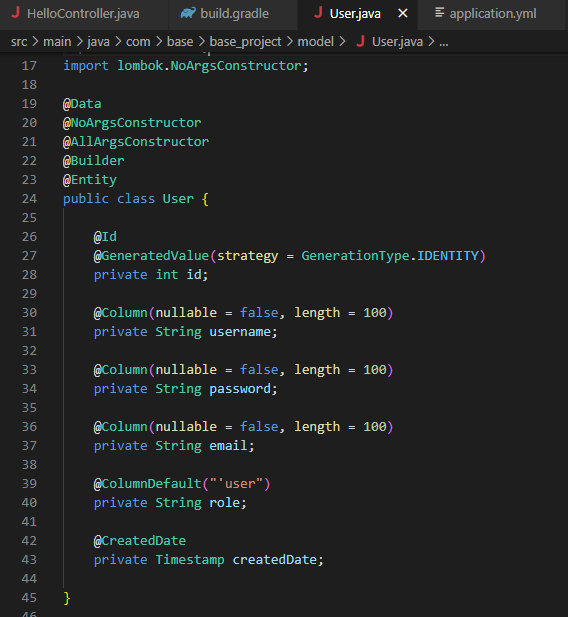 HelloController.java build.gradle User.java × application.yml
src > main > java > com > base > base_project > model > User.java > ...
17 import lombok.NoArgsConstructor;
18
19 @Data
20 @NoArgsConstructor
21 @AllArgsConstructor
22 @Builder
23 @Entity
24 public class User {
25
26 @Id
27 @GeneratedValue(strategy = GenerationType.IDENTITY)
28 private int id;
29
30 @Column(nullable = false, length = 100)
31 private String username;
32
33 @Column(nullable = false, length = 100)
34 private String password;
35
36 @Column(nullable = false, length = 100)
37 private String email;
38
39 @ColumnDefault("'user")
40 private String role;
41
42 @CreatedDate
43 private Timestamp createdDate;
44
45 }
46